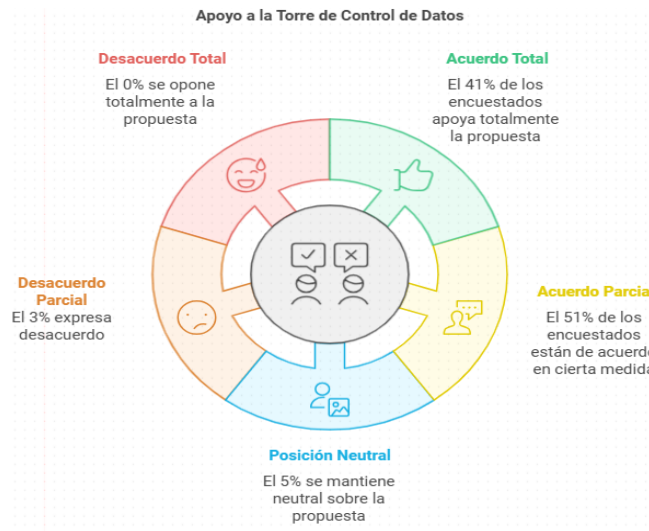 Apoyo a la Torre de Control de Datos
Desacuerdo Total
El 0% se opone
totalmente a la
propuesta
Acuerdo Total
El 41% de los
encuestados
apoya totalmente
la propuesta
Desacuerdo
Parcial
El 3% expresa
desacuerdo
Acuerdo Parcia
El 51% de los
encuestados
están de acuerd
en cierta medida
Posición Neutral
El 5% se mantiene
neutral sobre la
propuesta